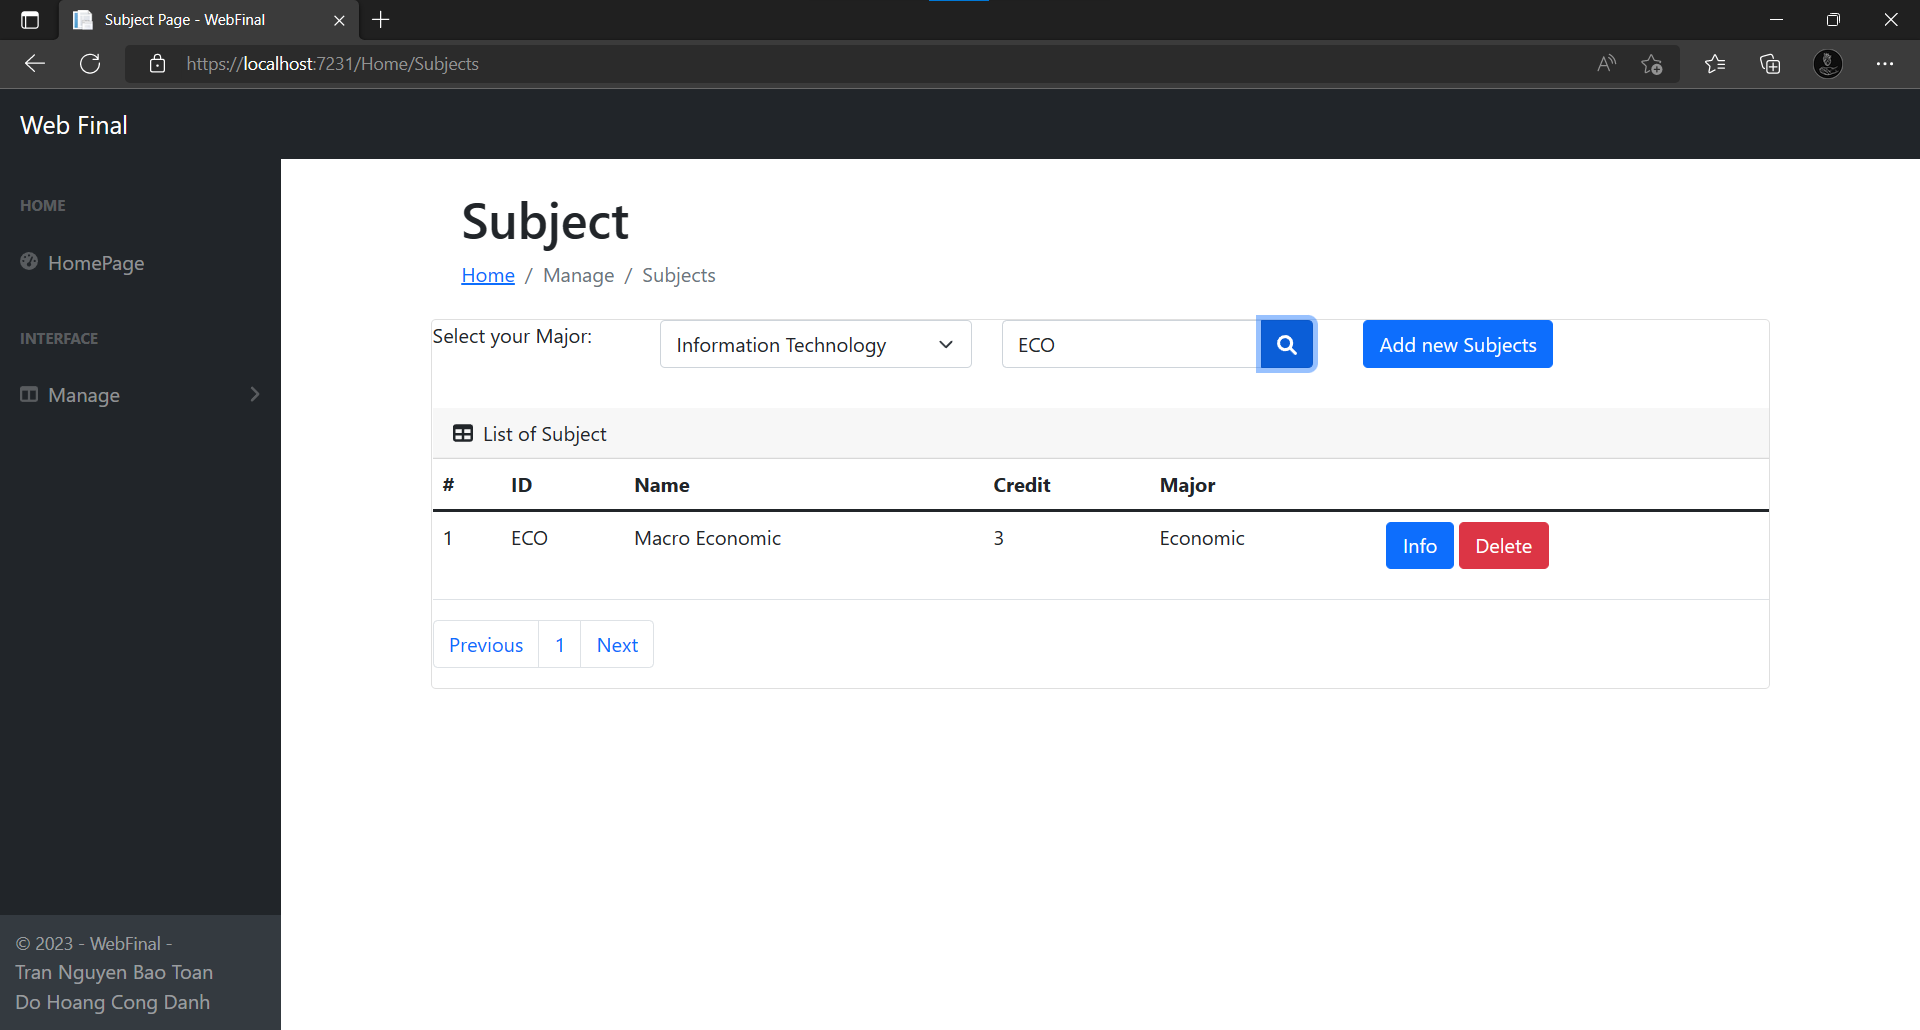 Subject Page - WebFinal
https://localhost:7231/Home/Subjects
Web Final
HOME
HomePage
INTERFACE
Manage
© 2023 - WebFinal -
Tran Nguyen Bao Toan
Do Hoang Cong Danh
Subject
Home / Manage / Subjects
Select your Major: Information Technology ECO Add new Subjects
List of Subject
# ID Name Credit Major
1 ECO Macro Economic 3 Economic Info Delete
Previous 1 Next